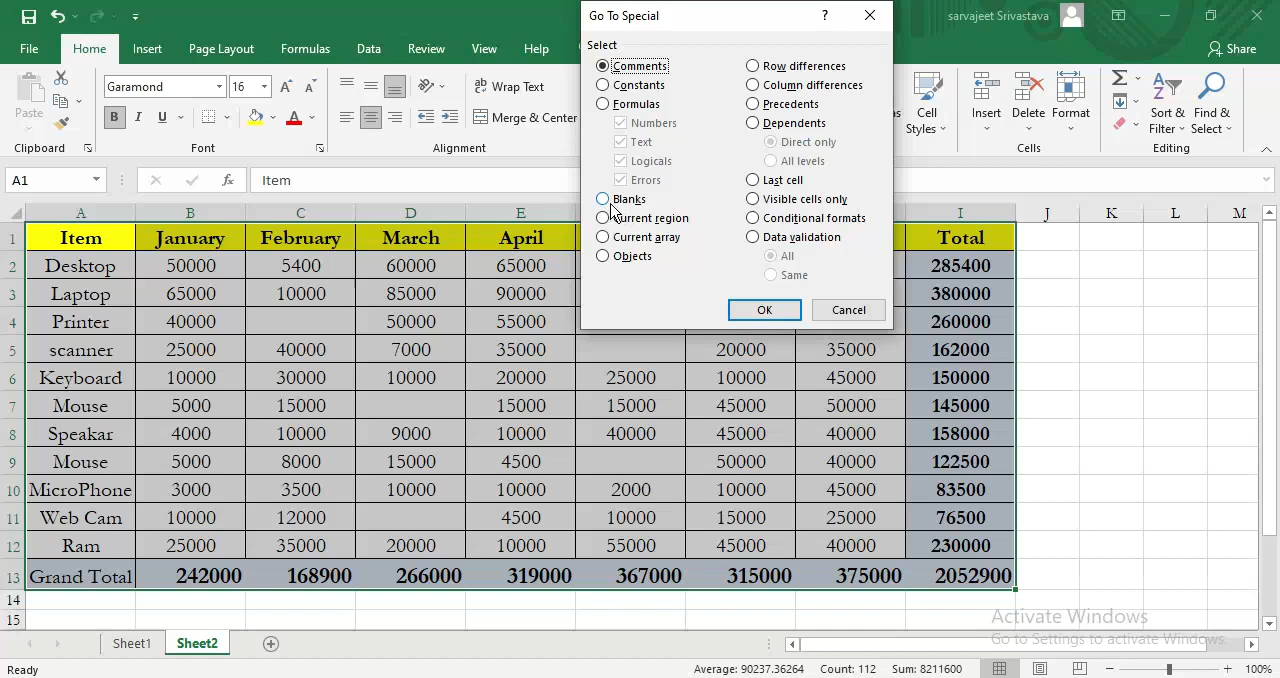 Go To Special
?
sarvajeet Srivastava
File Home Insert Page Layout Formulas Data Review View Help
Share
Paste
Clipboard
Garamond 16
B I U
Font
Wrap Text
Merge & Center
Alignment
Cell Styles
Insert Delete Format
Cells
Sort & Filter
Find & Select
Editing
Select
Comments
Constants
Formulas
Numbers
Text
Logicals
Errors
Blanks
Current array
Objects
Row differences
Column differences
Precedents
Dependents
Direct only
All levels
Last cell
Visible cells only
Conditional formats
Data validation
All
Same
OK Cancel
A1 fx Item
A B C D E I J K L M
1 Item January February March April Total
2 Desktop 50000 5400 60000 65000 285400
3 Laptop 65000 10000 85000 90000 380000
4 Printer 40000 50000 55000 260000
5 scanner 25000 40000 7000 35000 20000 35000 162000
6 Keyboard 10000 30000 10000 20000 25000 10000 45000 150000
7 Mouse 5000 15000 15000 15000 45000 50000 145000
8 Speakar 4000 10000 9000 10000 40000 45000 40000 158000
9 Mouse 5000 8000 15000 4500 50000 40000 122500
10 MicroPhone 3000 3500 10000 10000 2000 10000 45000 83500
11 Web Cam 10000 12000 4500 10000 15000 25000 76500
12 Ram 25000 35000 20000 10000 55000 45000 40000 230000
13 Grand Total 242000 168900 266000 319000 367000 315000 375000 2052900
14
15
Activate Windows
Go to Settings to activate Windows.
Sheet1 Sheet2
Ready
Average: 90237.36264 Count: 112 Sum: 8211600
100%